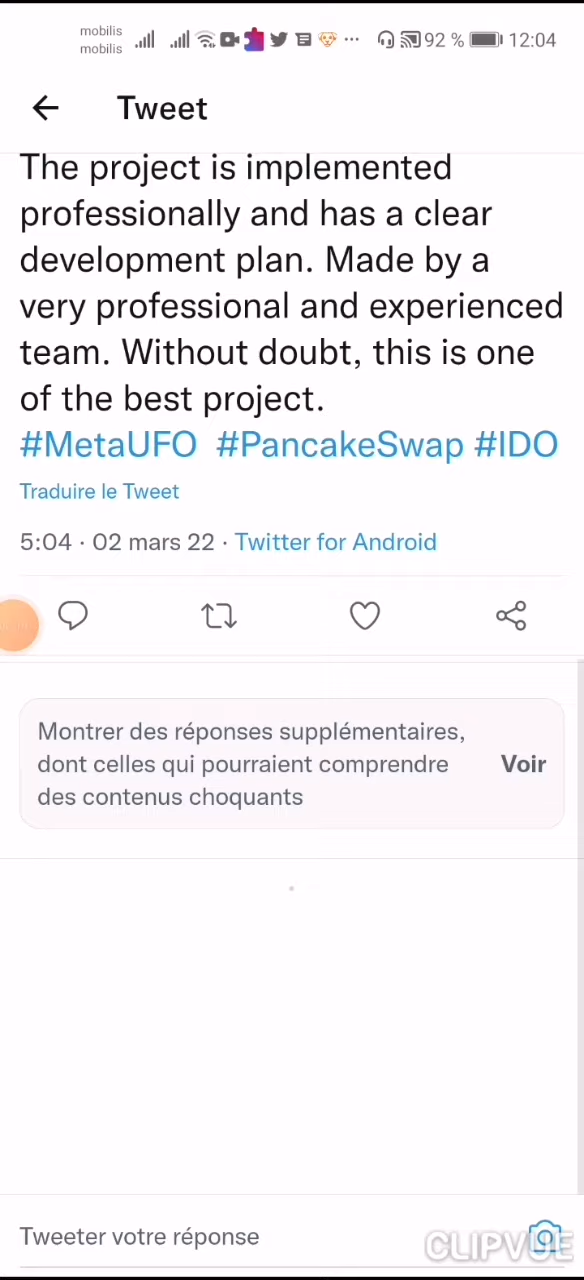 mobilis
mobilis
92 %
12:04
Tweet
The project is implemented
professionally and has a clear
development plan. Made by a
very professional and experienced
team. Without doubt, this is one
of the best project.
#MetaUFO #PancakeSwap #IDO
Traduire le Tweet
5:04 · 02 mars 22 · Twitter for Android
Montrer des réponses supplémentaires,
dont celles qui pourraient comprendre
des contenus choquants
Voir
Tweeter votre réponse
CLIPVUE